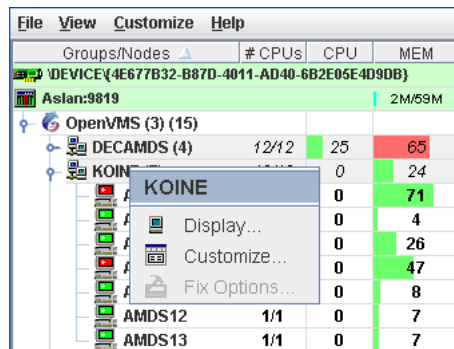 File View Customize Help
Groups/Nodes # CPUs CPU MEM
\DEVICE\{4E677B32-B87D-4011-AD40-6B2E05E4D9DB}
Aslan:9819 2M/59M
OpenVMS (3) (15)
DECAMDS (4) 12/12 25 65
KOINE 0 24
KOINE
0 71
Display...
0 4
0 26
Customize...
0 47
Fix Options...
0 8
AMDS12 1/1 0 7
AMDS13 1/1 0 7